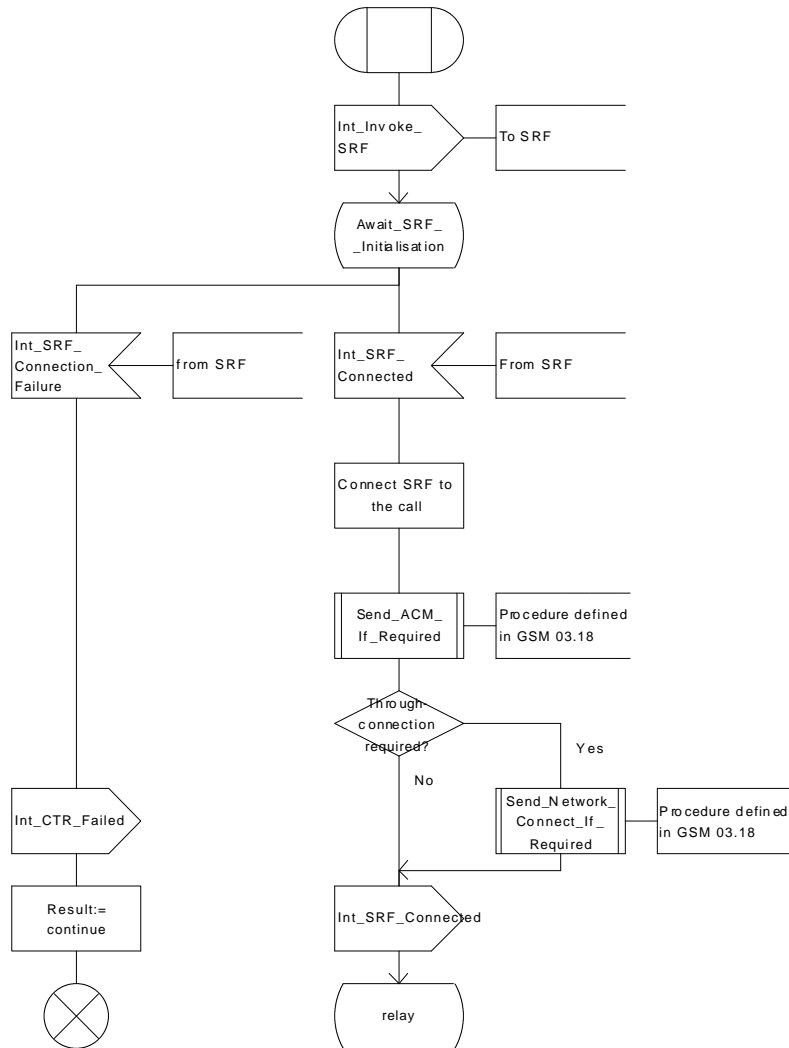 Int_Invoke_
SRF
To SRF
Await_SRF_
_Initialisation
Int_SRF_
Connection_
Failure
from SRF
Int_SRF_
Connected
From SRF
Connect SRF to
the call
Send_ACM_
If_Required
Procedure defined
in GSM 03.18
Through-
connection
required?
Yes
No
Int_CTR_Failed
Send_Network_
Connect_If_
Required
Procedure defined
in GSM 03.18
Result:=
continue
Int_SRF_Connected
relay